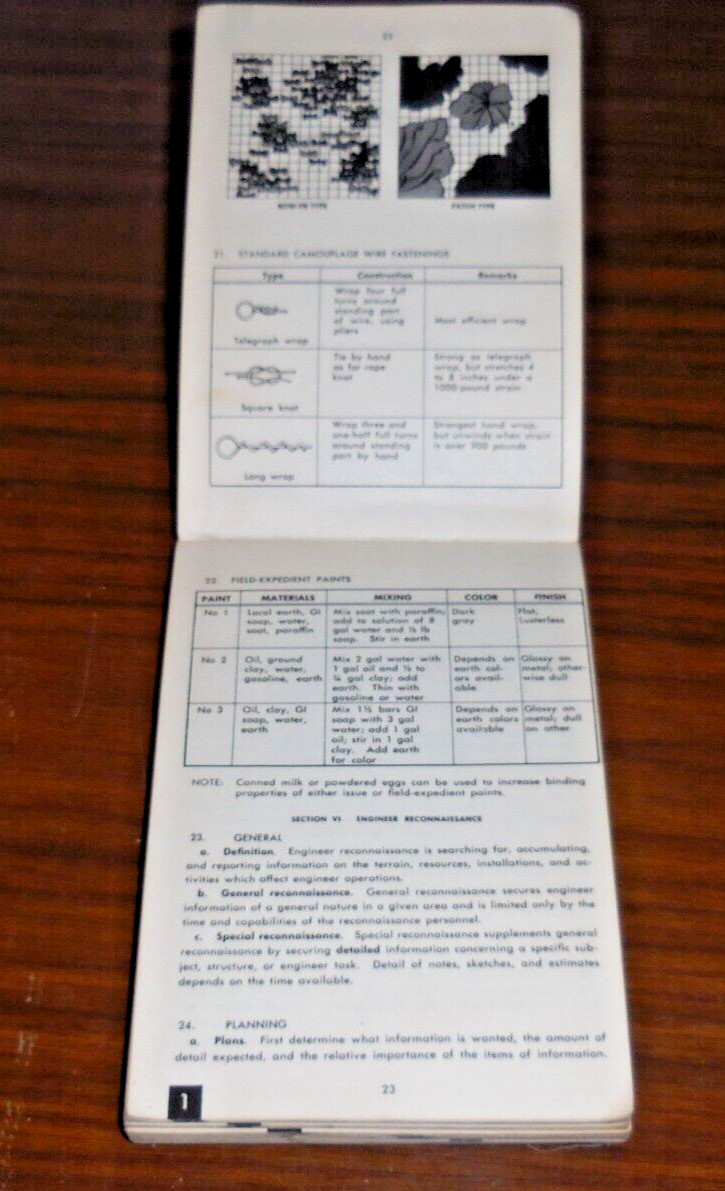 BOW-TIE TYPE
PATCH TYPE
21. STANDARD CAMOUFLAGE WIRE FASTENINGS
Type Construction Remarks
Telegraph wrap
Wrap four full
turns around
standing part
of wire, using
pliers
Most efficient wrap
Square knot
Tie by hand
as for rope
knot
Strong as telegraph
wrap, but stretches 4
to 8 inches under a
1000-pound strain
Long wrap
Wrap three and
one-half full turns
around standing
part by hand
Strongest hand wrap,
but unwinds when strain
is over 900 pounds
22. FIELD-EXPEDIENT PAINTS
PAINT MATERIALS MIXING COLOR FINISH
No 1
Local earth, GI
soap, water,
soot, paraffin
Mix soot with paraffin;
add to solution of 8
gal water and ½ lb
soap. Stir in earth
Dark
gray
Flat,
Lusterless
No 2
Oil, ground
clay, water,
gasoline, earth
Mix 2 gal water with
1 gal oil and ½ to
¼ gal clay; add
earth. Thin with
gasoline or water
Depends on
earth col-
ors avail-
able
Glossy on
metal; other-
wise dull
No 3
Oil, clay, GI
soap, water,
earth
Mix 1½ bars GI
soap with 3 gal
water; add 1 gal
oil; stir in 1 gal
clay. Add earth
for color
Depends on
earth colors
available
Glossy on
metal; dull
on other
NOTE: Canned milk or powdered eggs can be used to increase binding
properties of either issue or field-expedient paints.
SECTION VI ENGINEER RECONNAISSANCE
23. GENERAL
a. Definition. Engineer reconnaissance is searching for, accumulating,
and reporting information on the terrain, resources, installations, and ac-
tivities which affect engineer operations.
b. General reconnaissance. General reconnaissance secures engineer
information of a general nature in a given area and is limited only by the
time and capabilities of the reconnaissance personnel.
c. Special reconnaissance. Special reconnaissance supplements general
reconnaissance by securing detailed information concerning a specific sub-
ject, structure, or engineer task. Detail of notes, sketches, and estimates
depends on the time available.
24. PLANNING
a. Plans. First determine what information is wanted, the amount of
detail expected, and the relative importance of the items of information.
23
1